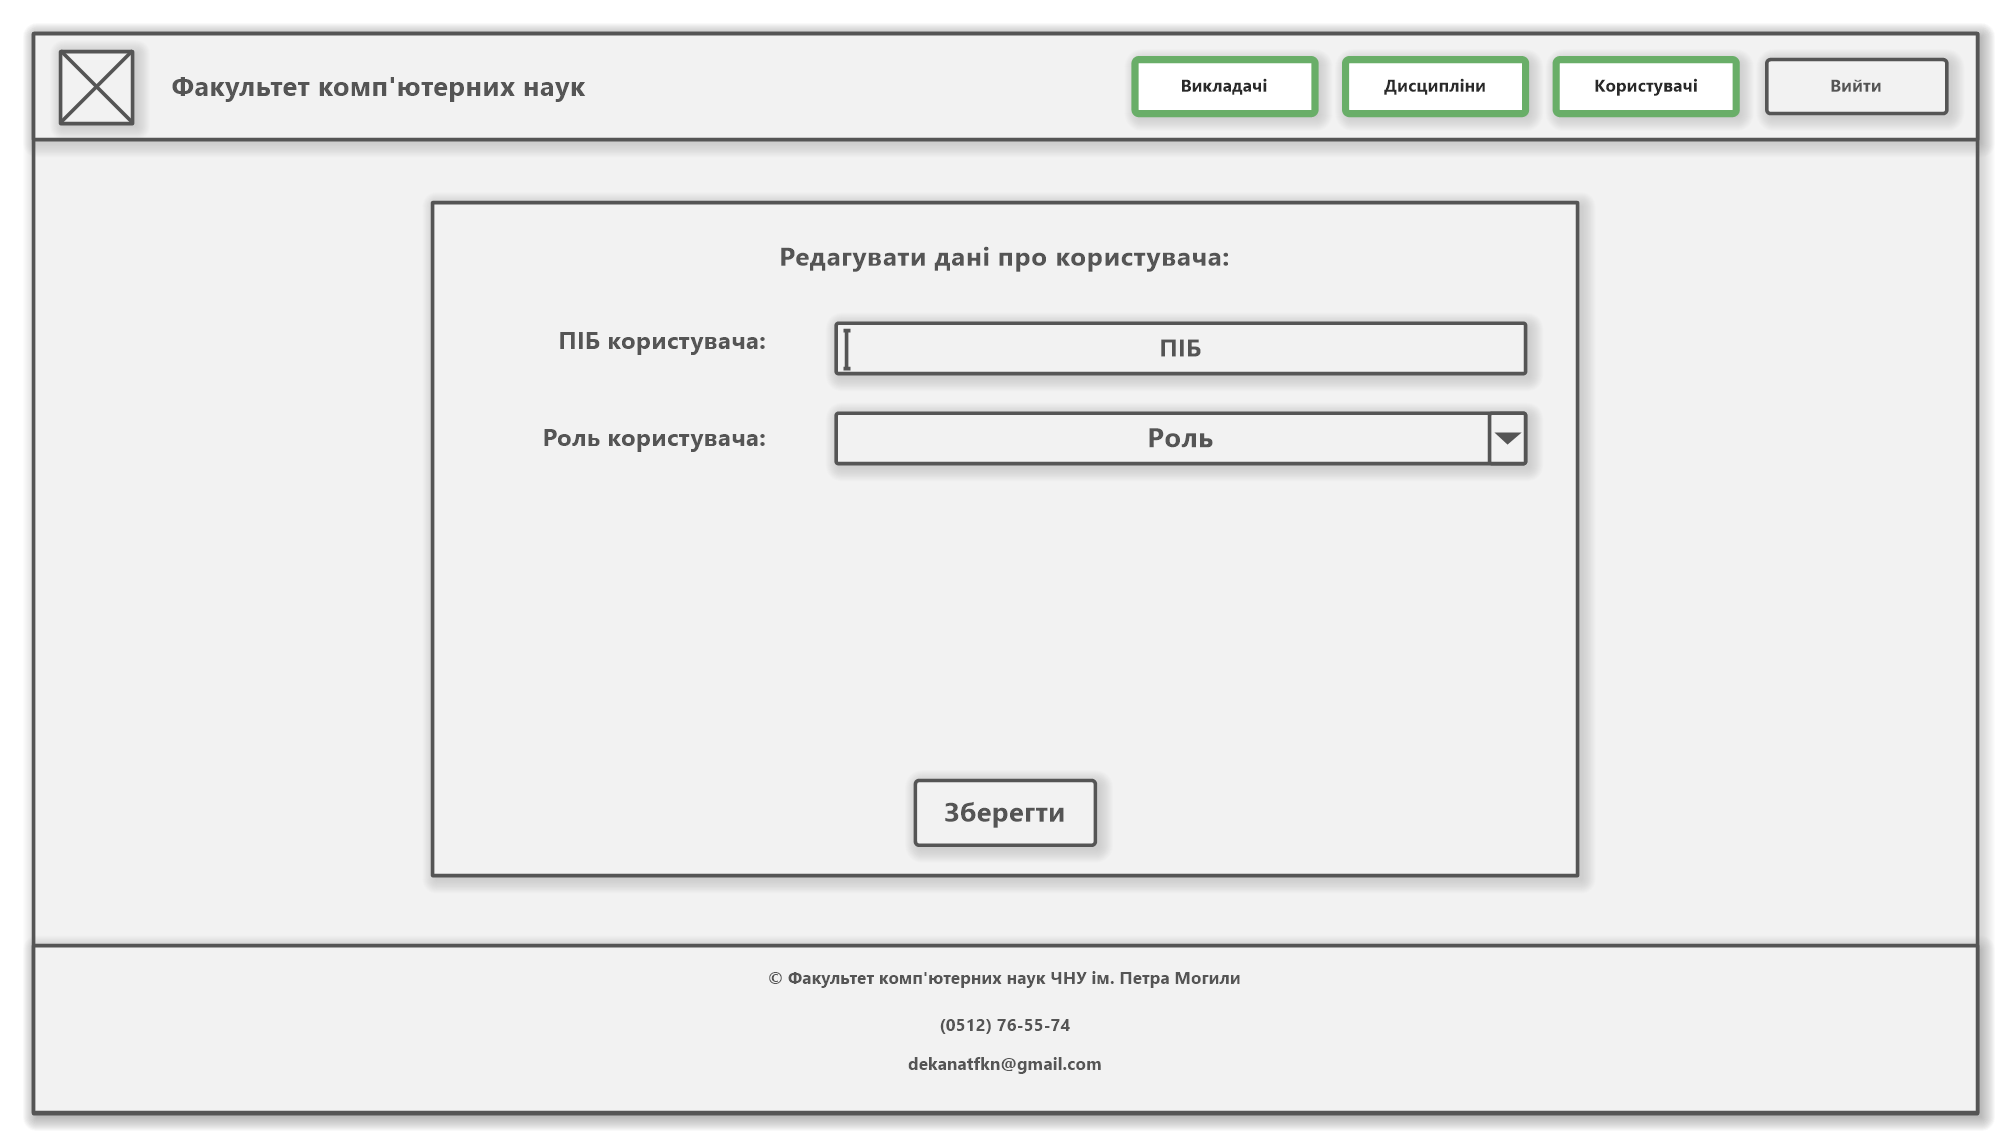 Факультет комп'ютерних наук
Викладачі
Дисципліни
Користувачі
Вийти
Редагувати дані про користувача:
ПІБ користувача:
ПІБ
Роль користувача:
Роль
Зберегти
© Факультет комп'ютерних наук ЧНУ ім. Петра Могили
(0512) 76-55-74
dekanatfkn@gmail.com